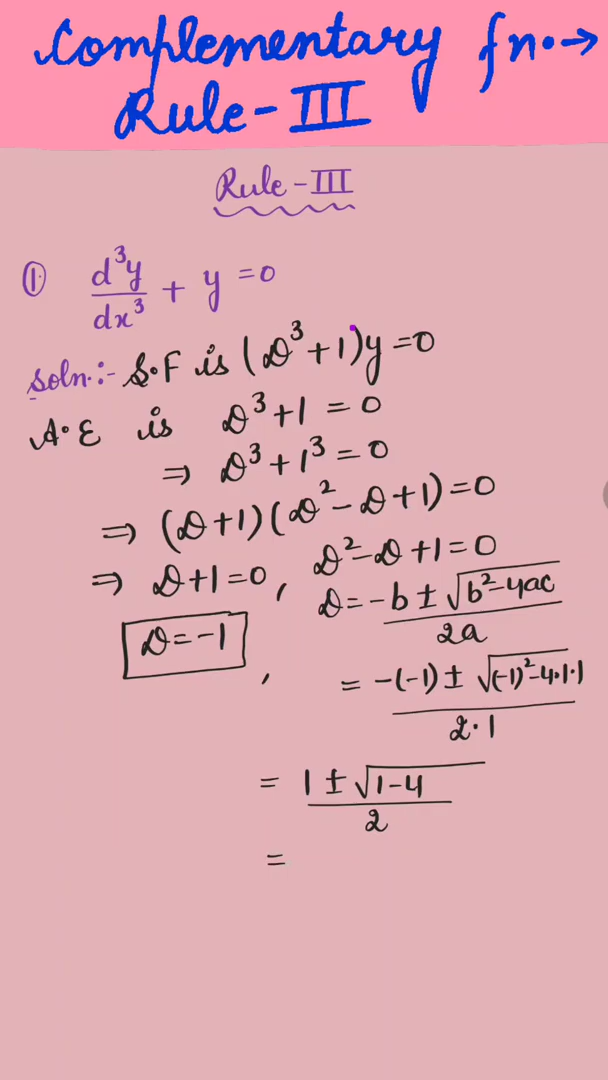 Complementary fn.→
Rule-III
Rule-III
① d³y/dx³ + y = 0
Soln.:- S.F is (D³+1)y=0
A.E is D³+1=0
⇒ D³+1³=0
⇒ (D+1)(D²-D+1)=0
⇒ D+1=0, D²-D+1=0
D=-1, D=-b±√b²-4ac/2a
= -(-1)±√(-1)²-4·1·1/2·1
= 1±√1-4/2
=